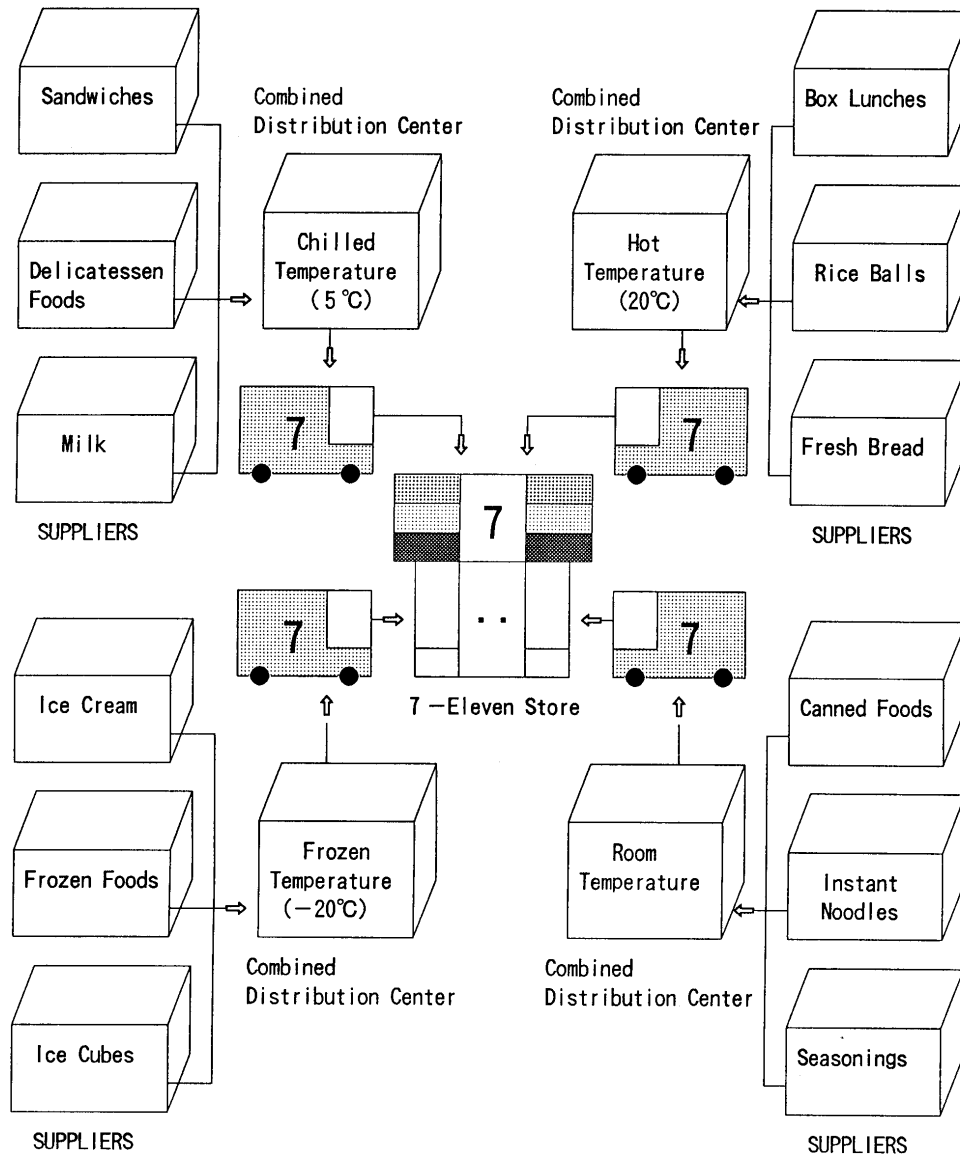 Sandwiches
Delicatessen
Foods
Milk
SUPPLIERS
Combined
Distribution Center
Chilled
Temperature
(5℃)
7
Combined
Distribution Center
Hot
Temperature
(20℃)
7
Box Lunches
Rice Balls
Fresh Bread
SUPPLIERS
7
7-Eleven Store
Ice Cream
Frozen Foods
Ice Cubes
SUPPLIERS
7
Frozen
Temperature
(-20℃)
Combined
Distribution Center
7
Room
Temperature
Combined
Distribution Center
Canned Foods
Instant
Noodles
Seasonings
SUPPLIERS